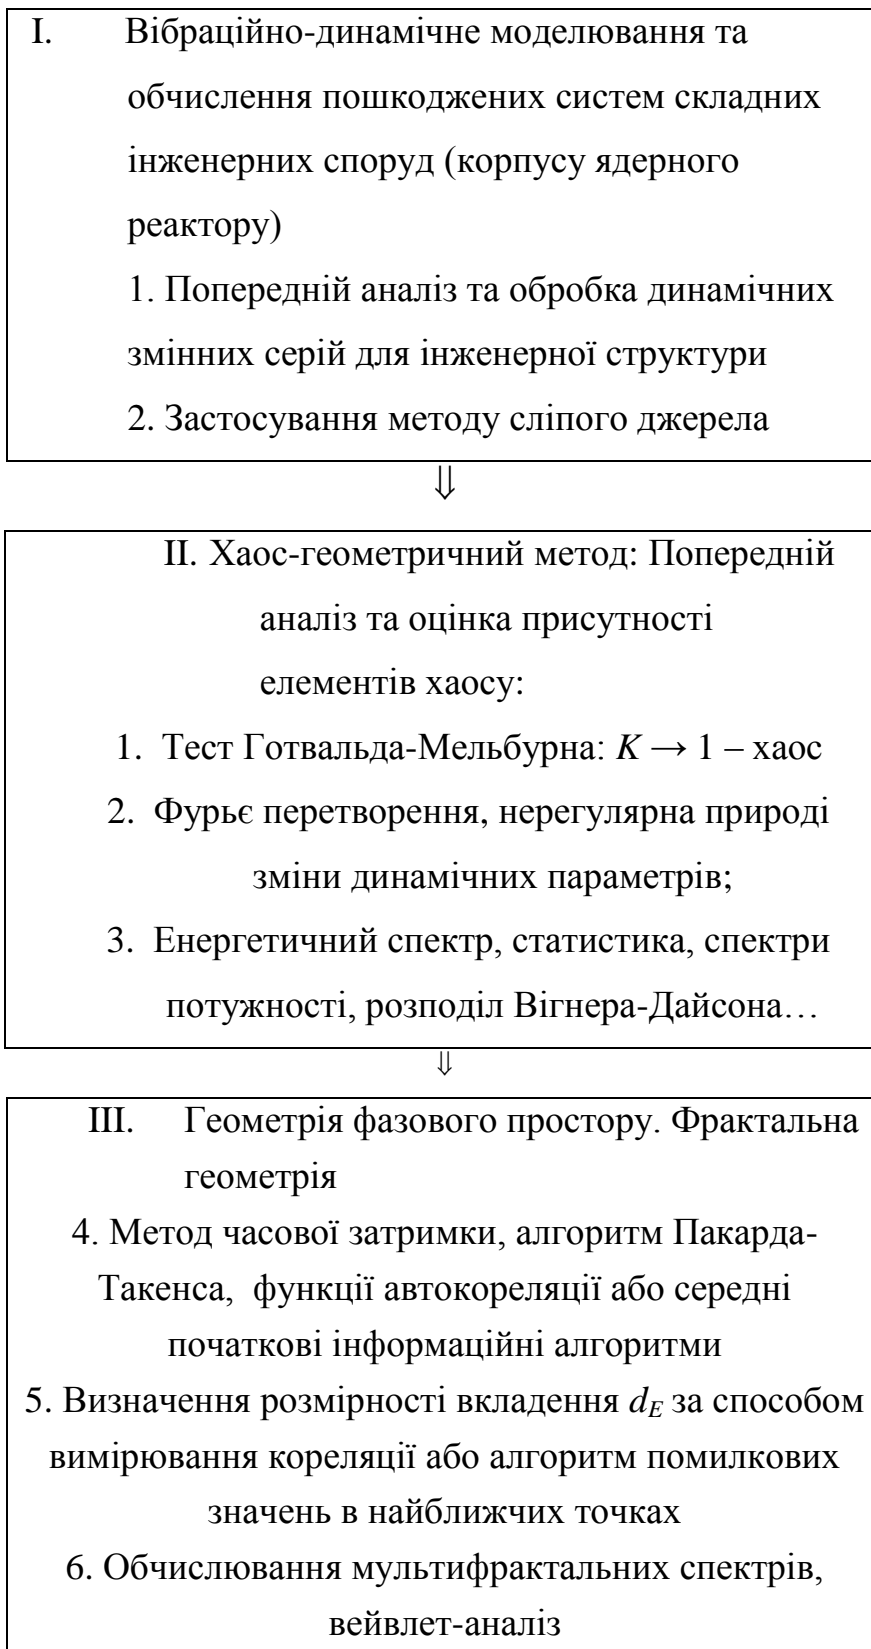 I. Вібраційно-динамічне моделювання та
обчислення пошкоджених систем складних
інженерних споруд (корпусу ядерного
реактору)
1. Попередній аналіз та обробка динамічних
змінних серій для інженерної структури
2. Застосування методу сліпого джерела
⇓
II. Хаос-геометричний метод: Попередній
аналіз та оцінка присутності
елементів хаосу:
1. Тест Готвальда-Мельбурна: K → 1 – хаос
2. Фурьє перетворення, нерегулярна природі
зміни динамічних параметрів;
3. Енергетичний спектр, статистика, спектри
потужності, розподіл Вігнера-Дайсона…
⇓
III. Геометрія фазового простору. Фрактальна
геометрія
4. Метод часової затримки, алгоритм Пакарда-
Такенса, функції автокореляції або середні
початкові інформаційні алгоритми
5. Визначення розмірності вкладення dE за способом
вимірювання кореляції або алгоритм помилкових
значень в найближчих точках
6. Обчислювання мультифрактальних спектрів,
вейвлет-аналіз